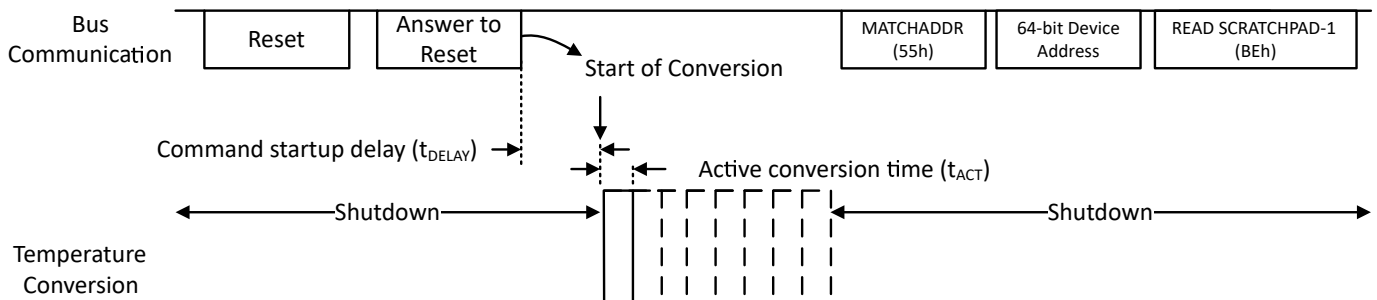 Bus
Communication
Reset
Answer to
Reset
MATCHADDR
(55h)
64-bit Device
Address
READ SCRATCHPAD-1
(BEh)
Start of Conversion
Command startup delay (tDELAY)
Active conversion time (tACT)
Shutdown
Shutdown
Temperature
Conversion